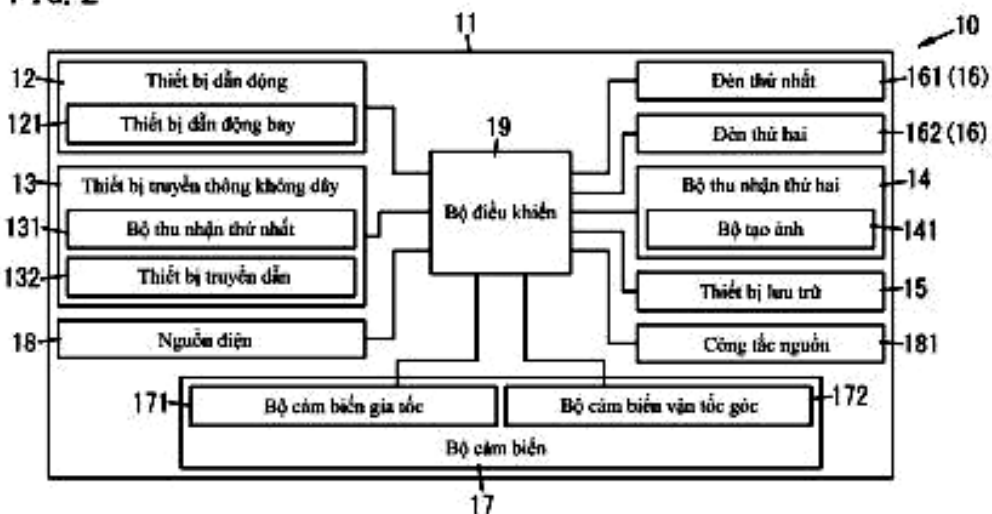 FIG. 2
11
10
12
Thiết bị dẫn động
121
Thiết bị dẫn động bay
13
Thiết bị truyền thông không dây
131
Bộ thu nhận thứ nhất
132
Thiết bị truyền dẫn
18
Nguồn điện
19
Bộ điều khiển
Đèn thứ nhất
161 (16)
Đèn thứ hai
162 (16)
Bộ thu nhận thứ hai
14
Bộ tạo ảnh
141
Thiết bị lưu trữ
15
Công tắc nguồn
181
171
Bộ cảm biến gia tốc
Bộ cảm biến vận tốc góc
172
Bộ cảm biến
17